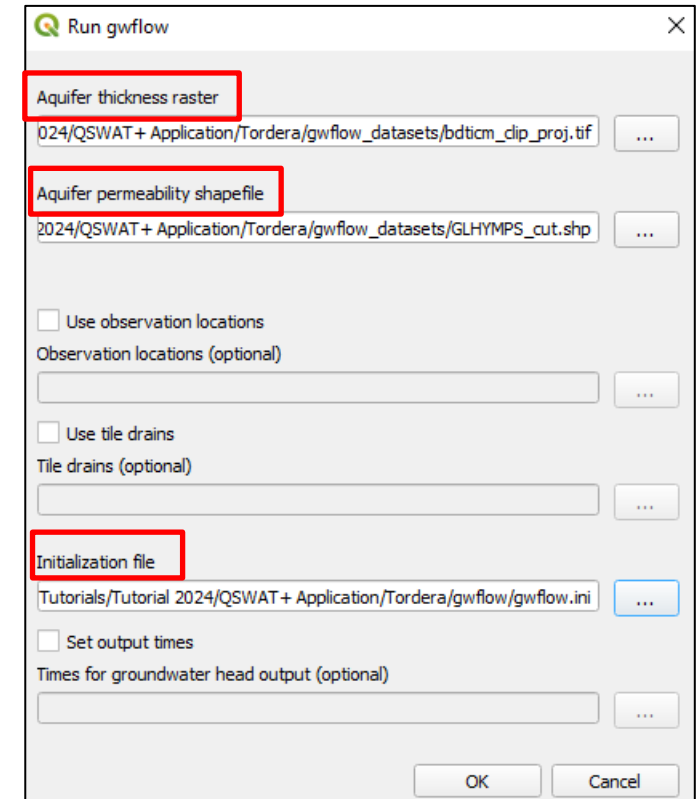 Run gwflow
Aquifer thickness raster
024/QSWAT+ Application/Tordera/gwflow_datasets/bdticm_clip_proj.tif
...
Aquifer permeability shapefile
2024/QSWAT+ Application/Tordera/gwflow_datasets/GLHYMPS_cut.shp
...
Use observation locations
Observation locations (optional)
...
Use tile drains
Tile drains (optional)
...
Initialization file
Tutorials/Tutorial 2024/QSWAT+ Application/Tordera/gwflow/gwflow.ini
...
Set output times
Times for groundwater head output (optional)
...
OK Cancel